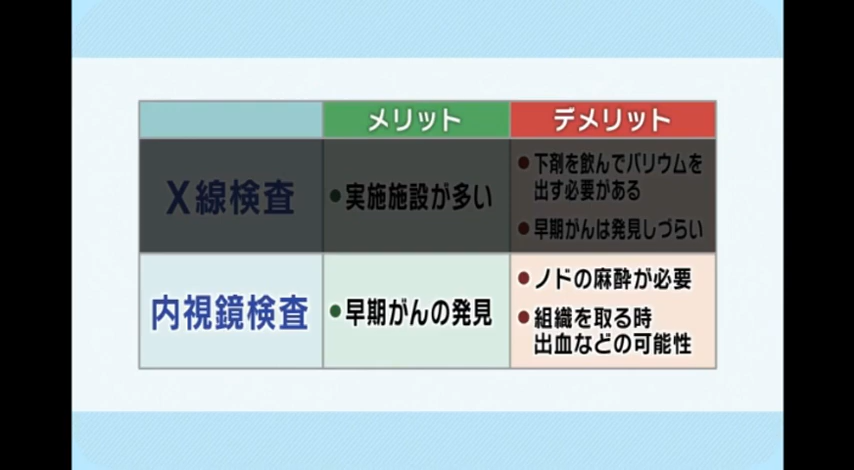 メリット デメリット
X線検査
●実施施設が多い
●下剤を飲んでバリウムを
出す必要がある
●早期がんは発見しづらい
内視鏡検査
●早期がんの発見
●ノドの麻酔が必要
●組織を取る時
出血などの可能性